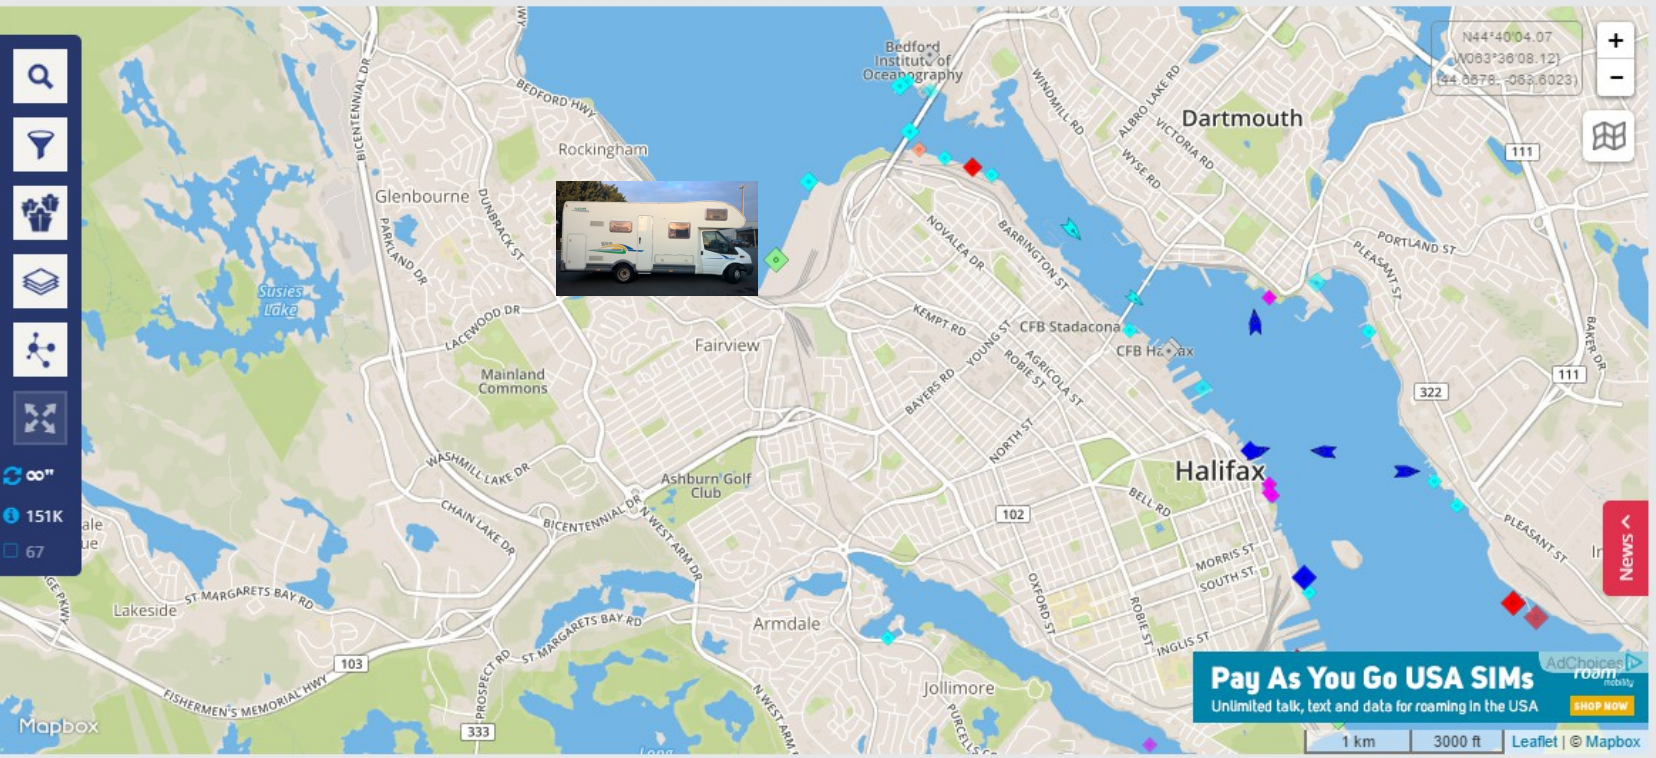 Bedford
Institute of
Oceanography
N44°40'04.07
W063°36'08.12}
(44.6678, -063.6023)
+
−
BICENTENNIAL DR
BEDFORD HWY
WINDMILL RD
ALBRO LAKE RD
Dartmouth
VICTORIA RD
WYSE RD
111
Rockingham
Glenbourne
DUNBRACK ST
PARKLAND DR
NOVALEA DR
BARRINGTON ST
PORTLAND ST
PLEASANT ST
Susies
Lake
LACEWOOD DR
KEMPT RD
YOUNG ST
CFB Stadacona
Fairview
CFB Halifax
AGRICOLA ST
ROBIE ST
BAKER DR
Mainland
Commons
BAYERS RD
111
322
NORTH ST
WASHMILL LAKE DR
Ashburn Golf
Club
Halifax
BELL RD
∞"
151K
67
CHAIN LAKE DR
BICENTENNIAL DR
N WEST ARM DR
102
PLEASANT ST
News
MORRIS ST
SOUTH ST
OXFORD ST
ROBIE ST
INGLIS ST
Lakeside
ST MARGARETS BAY RD
ST MARGARETS BAY RD
Armdale
103
FISHERMEN'S MEMORIAL HWY
PROSPECT RD
N WEST ARM
Jollimore
PURCELL'S
333
Long
Mapbox
AdChoices
Pay As You Go USA SIMs
roam
mobility
Unlimited talk, text and data for roaming in the USA
SHOP NOW
1 km
3000 ft
Leaflet | © Mapbox